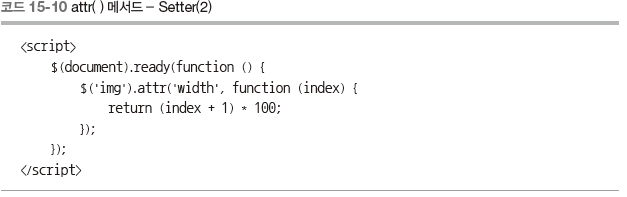 코드 15-10 attr( ) 메서드 – Setter(2)
<script>
$(document).ready(function () {
$('img').attr('width', function (index) {
return (index + 1) * 100;
});
});
</script>